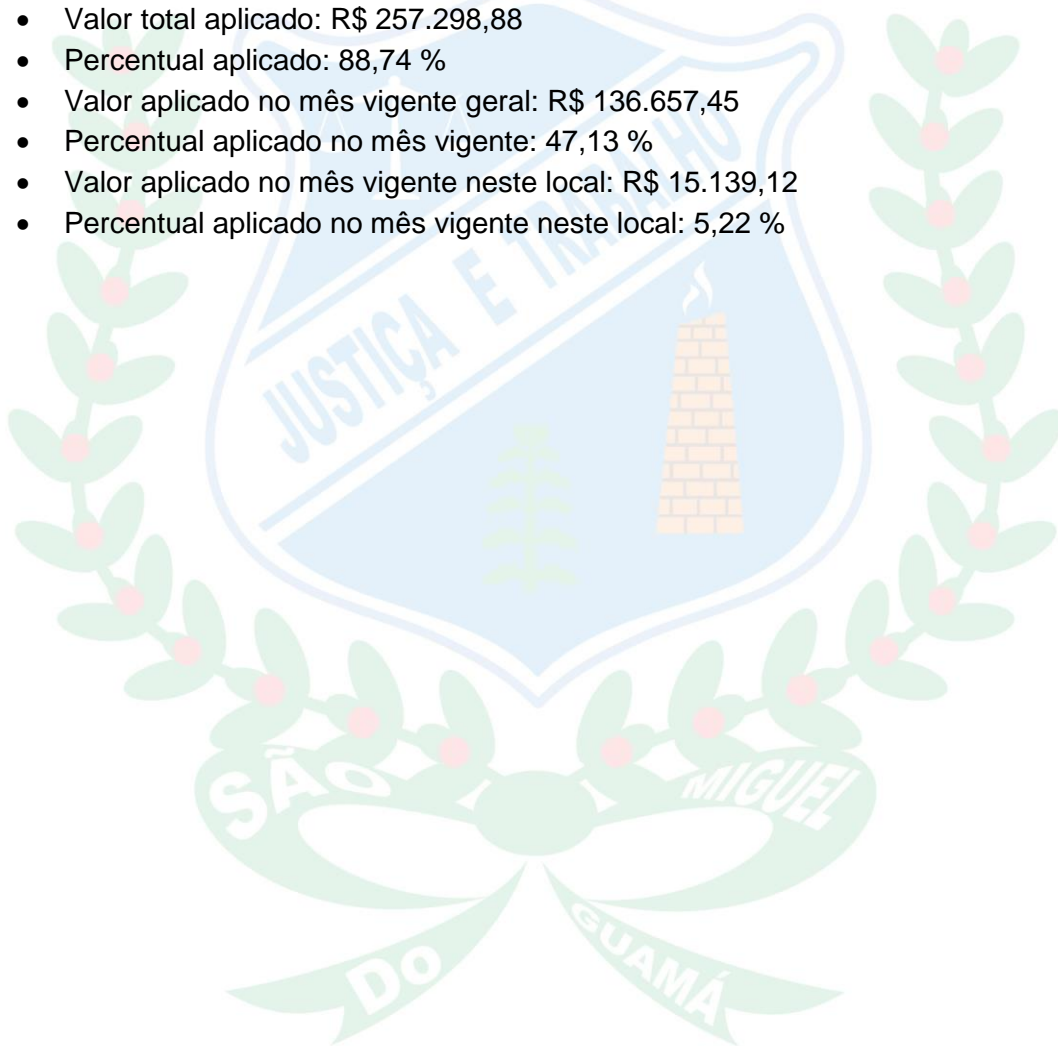 • Valor total aplicado: R$ 257.298,88
• Percentual aplicado: 88,74 %
• Valor aplicado no mês vigente geral: R$ 136.657,45
• Percentual aplicado no mês vigente: 47,13 %
• Valor aplicado no mês vigente neste local: R$ 15.139,12
• Percentual aplicado no mês vigente neste local: 5,22 %
JUSTIÇA E TRABALHO
SÃO MIGUEL
DO GUAMÁ